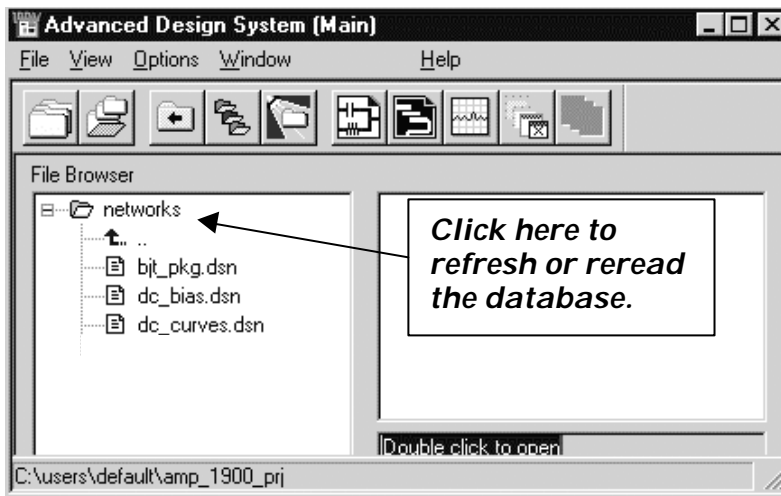 Advanced Design System (Main)
File View Options Window Help
File Browser
networks
..
bjt_pkg.dsn
dc_bias.dsn
dc_curves.dsn
Click here to
refresh or reread
the database.
Double click to open
C:\users\default\amp_1900_prj